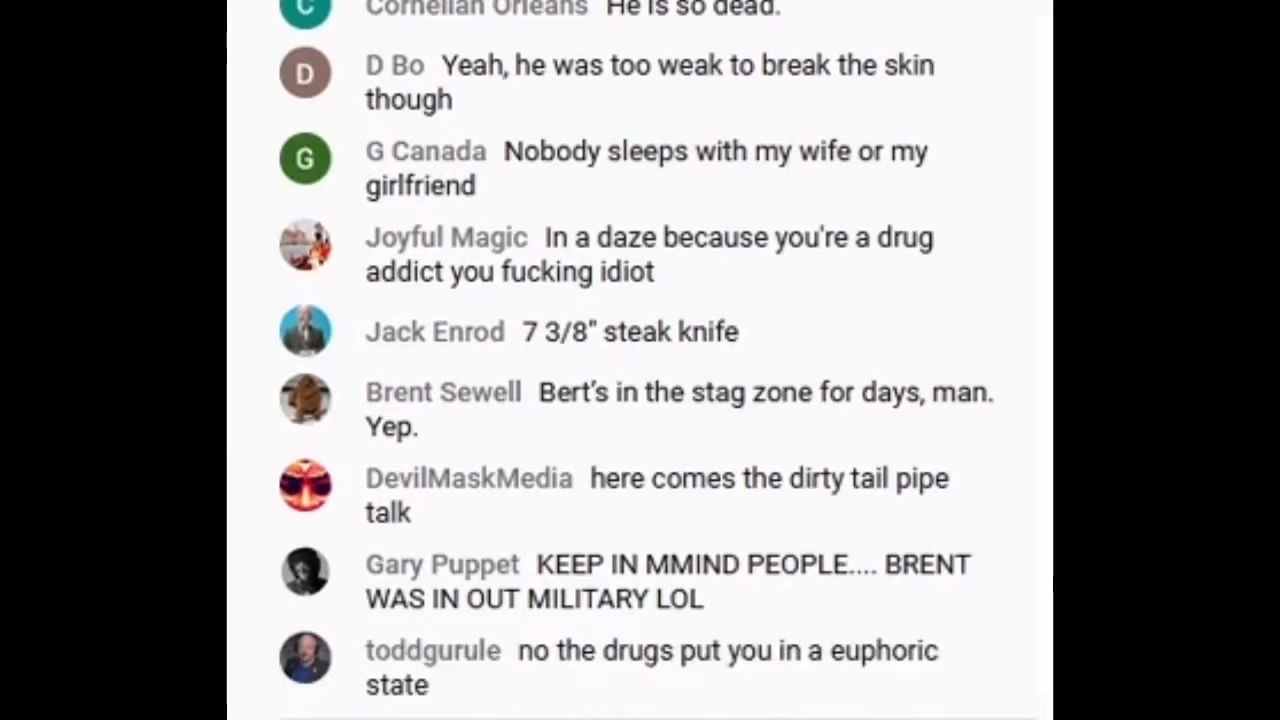 C Cornelian Orleans He is so dead.
D D Bo Yeah, he was too weak to break the skin
though
G G Canada Nobody sleeps with my wife or my
girlfriend
Joyful Magic In a daze because you're a drug
addict you fucking idiot
Jack Enrod 7 3/8" steak knife
Brent Sewell Bert's in the stag zone for days, man.
Yep.
DevilMaskMedia here comes the dirty tail pipe
talk
Gary Puppet KEEP IN MMIND PEOPLE.... BRENT
WAS IN OUT MILITARY LOL
toddgurule no the drugs put you in a euphoric
state